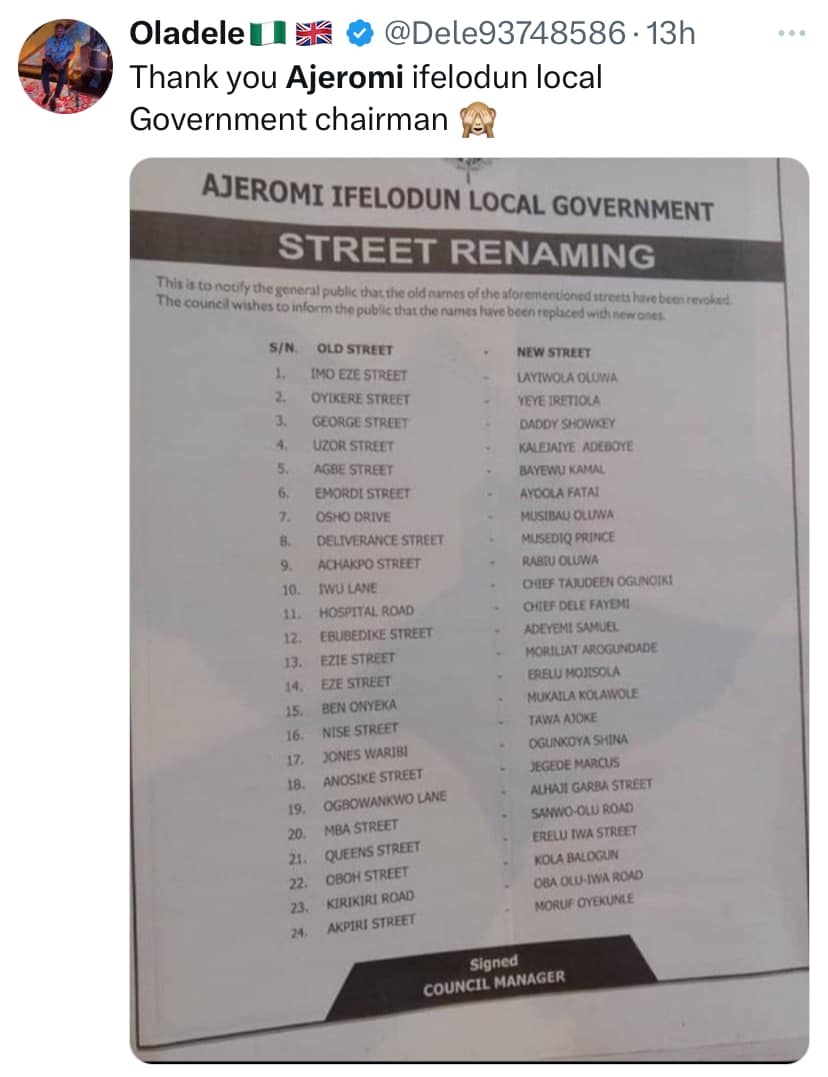 Oladele🇳🇬 🇬🇧 @Dele93748586 · 13h
Thank you Ajeromi ifelodun local
Government chairman 🙈
AJEROMI IFELODUN LOCAL GOVERNMENT
STREET RENAMING
This is to notify the general public that the old names of the aforementioned streets have been revoked.
The council wishes to inform the public that the names have been replaced with new ones.
S/N. OLD STREET - NEW STREET
1. IMO EZE STREET - LAYIWOLA OLUWA
2. OYIKERE STREET - YEYE IRETIOLA
3. GEORGE STREET - DADDY SHOWKEY
4. UZOR STREET - KALEJAIYE ADEBOYE
5. AGBE STREET - BAYEWU KAMAL
6. EMORDI STREET - AYOOLA FATAI
7. OSHO DRIVE - MUSIBAU OLUWA
8. DELIVERANCE STREET - MUSEDIQ PRINCE
9. ACHAKPO STREET - RABIU OLUWA
10. IWU LANE - CHIEF TAJUDEEN OGUNOIKI
11. HOSPITAL ROAD - CHIEF DELE FAYEMI
12. EBUBEDIKE STREET - ADEYEMI SAMUEL
13. EZIE STREET - MORILIAT AROGUNDADE
14. EZE STREET - ERELU MOJISOLA
15. BEN ONYEKA - MUKAILA KOLAWOLE
16. NISE STREET - TAWA AJOKE
17. JONES WARIBI - OGUNKOYA SHINA
18. ANOSIKE STREET - JEGEDE MARCUS
19. OGBOWANKWO LANE - ALHAJI GARBA STREET
20. MBA STREET - SANWO-OLU ROAD
21. QUEENS STREET - ERELU IWA STREET
22. OBOH STREET - KOLA BALOGUN
23. KIRIKIRI ROAD - OBA OLU-IWA ROAD
24. AKPIRI STREET - MORUF OYEKUNLE
Signed
COUNCIL MANAGER